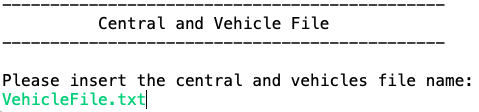 ---------------------------------------------
Central and Vehicle File
---------------------------------------------
Please insert the central and vehicles file name:
VehicleFile.txt